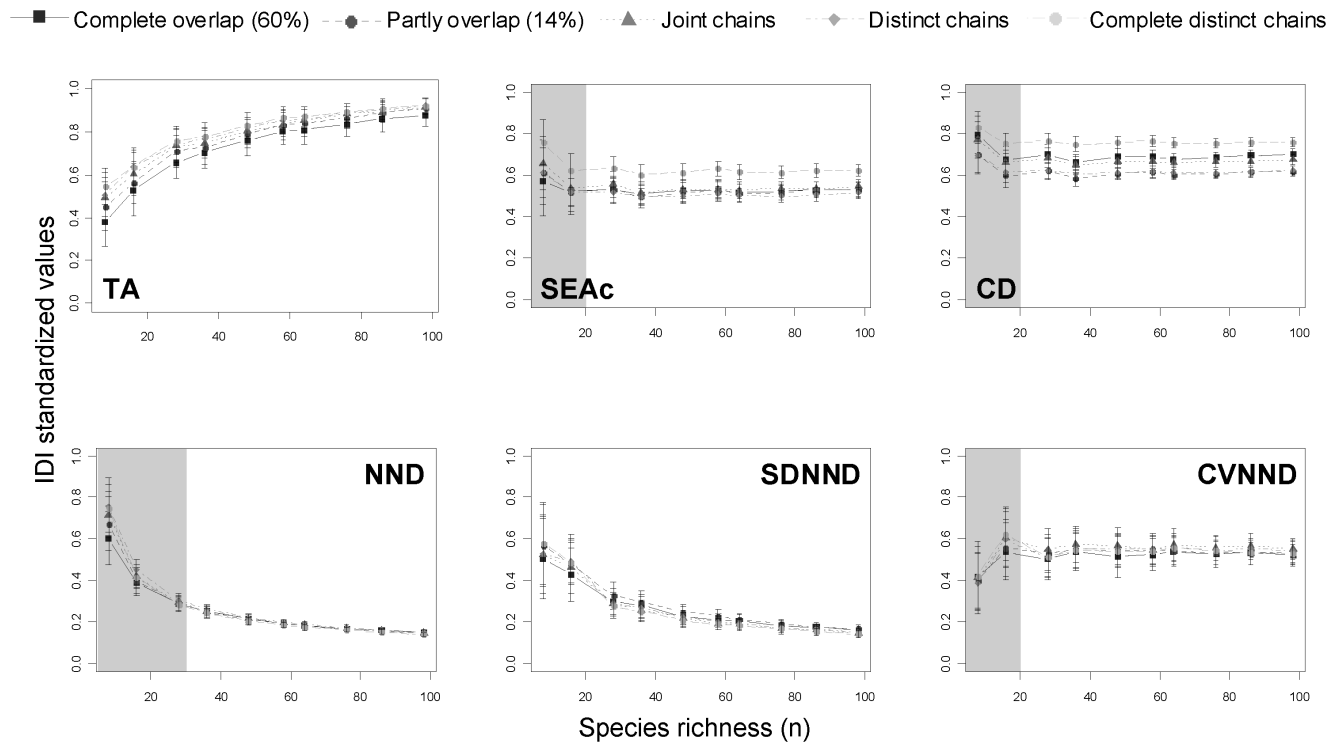 Complete overlap (60%) Partly overlap (14%) Joint chains Distinct chains Complete distinct chains
IDI standardized values
1.0
0.8
0.6
0.4
0.2
0.0
TA
20 40 60 80 100
1.0
0.8
0.6
0.4
0.2
0.0
SEAc
20 40 60 80 100
1.0
0.8
0.6
0.4
0.2
0.0
CD
20 40 60 80 100
1.0
0.8
0.6
0.4
0.2
0.0
NND
20 40 60 80 100
1.0
0.8
0.6
0.4
0.2
0.0
SDNND
20 40 60 80 100
1.0
0.8
0.6
0.4
0.2
0.0
CVNND
20 40 60 80 100
Species richness (n)